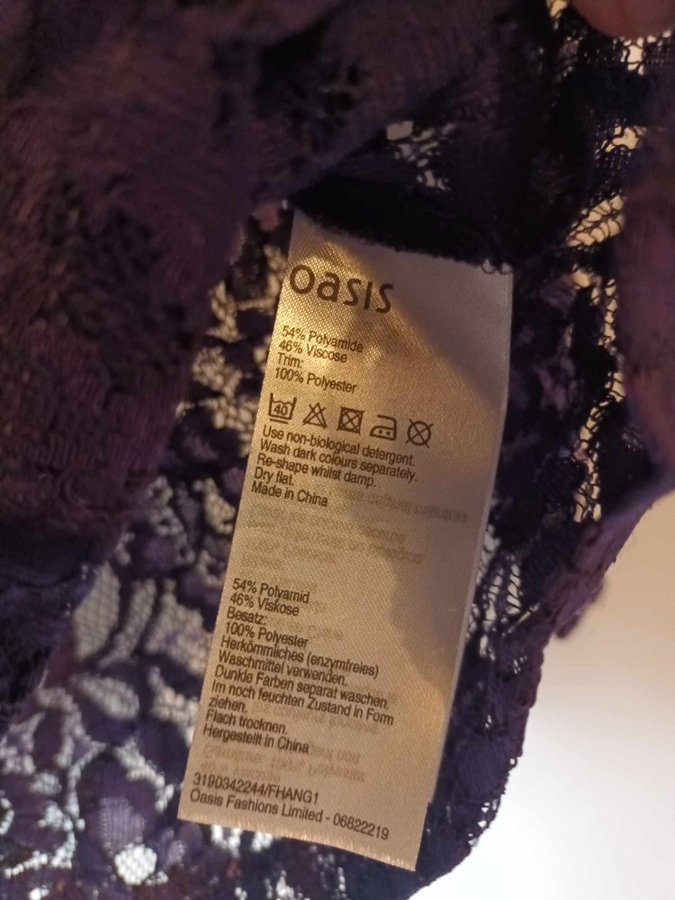 oasis
54% Polyamide
46% Viscose
Trim:
100% Polyester
40
Use non-biological detergent.
Wash dark colours separately.
Re-shape whilst damp.
Dry flat.
Made in China
54% Polyamid
46% Viskose
Besatz:
100% Polyester
Herkömmliches (enzymfreies)
Waschmittel verwenden.
Dunkle Farben separat waschen.
Im noch feuchten Zustand in Form
ziehen.
Flach trocknen.
Hergestellt in China
3190342244/FHANG1
Oasis Fashions Limited - 06822219